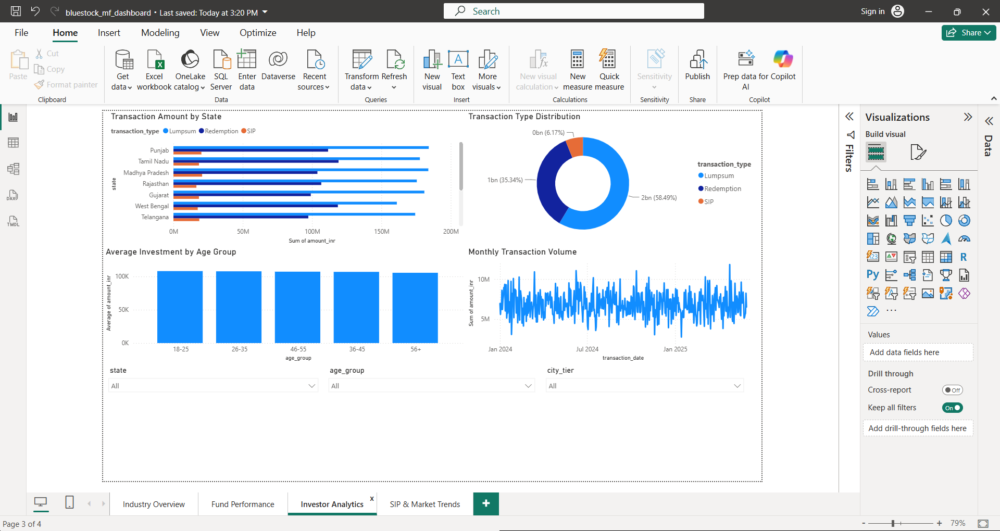 bluestock_mf_dashboard • Last saved: Today at 3:20 PM
Search
Sign in
File Home Insert Modeling View Optimize Help
Share
Paste
Cut
Copy
Format painter
Clipboard
Get data
Excel workbook
OneLake catalog
SQL Server
Enter data
Dataverse
Recent sources
Data
Transform data
Refresh
Queries
New visual
Text box
More visuals
Insert
New visual calculation
New measure
Quick measure
Calculations
Sensitivity
Sensitivity
Publish
Share
Prep data for AI
Copilot
Copilot
DAX
TMDL
Transaction Amount by State
transaction_type Lumpsum Redemption SIP
state
Punjab
Tamil Nadu
Madhya Pradesh
Rajasthan
Gujarat
West Bengal
Telangana
0M 50M 100M 150M 200M
Sum of amount_inr
Transaction Type Distribution
0bn (6.17%)
1bn (35.34%)
2bn (58.49%)
transaction_type
Lumpsum
Redemption
SIP
Average Investment by Age Group
Average of amount_inr
100K
50K
0K
18-25 26-35 46-55 36-45 56+
age_group
Monthly Transaction Volume
Sum of amount_inr
10M
5M
Jan 2024 Jul 2024 Jan 2025
transaction_date
state
All
age_group
All
city_tier
All
Filters
Visualizations
Build visual
123
R
Py
...
Values
Add data fields here
Drill through
Cross-report Off
Keep all filters On
Add drill-through fields here
Data
Industry Overview Fund Performance Investor Analytics x SIP & Market Trends +
Page 3 of 4
- + 79%